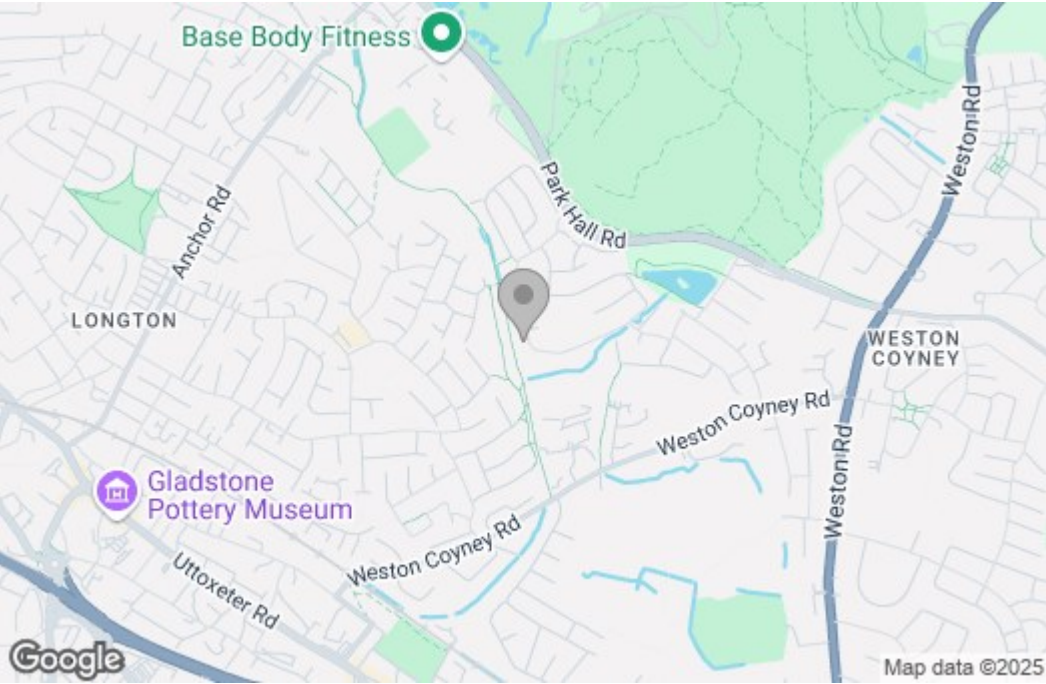 Base Body Fitness
Weston Rd
Park Hall Rd
Anchor Rd
LONGTON
WESTON
COYNEY
Weston Coyney Rd
Weston Rd
Gladstone
Pottery Museum
Weston Coyney Rd
Uttoxeter Rd
Google
Map data ©2025